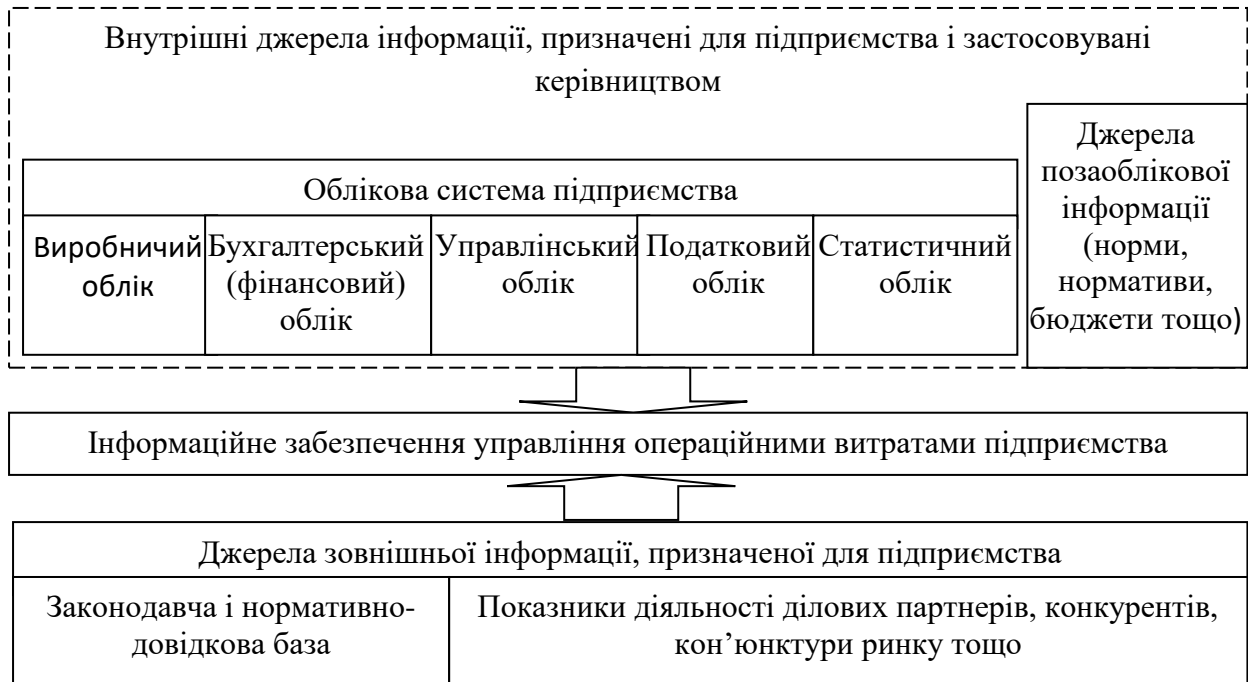 Внутрішні джерела інформації, призначені для підприємства і застосовувані
керівництвом
Джерела
позаоблікової
інформації
(норми,
нормативи,
бюджети тощо)
Облікова система підприємства
Виробничий
облік
Бухгалтерський
(фінансовий)
облік
Управлінський
облік
Податковий
облік
Статистичний
облік
Інформаційне забезпечення управління операційними витратами підприємства
Джерела зовнішньої інформації, призначеної для підприємства
Законодавча і нормативно-
довідкова база
Показники діяльності ділових партнерів, конкурентів,
кон’юнктури ринку тощо